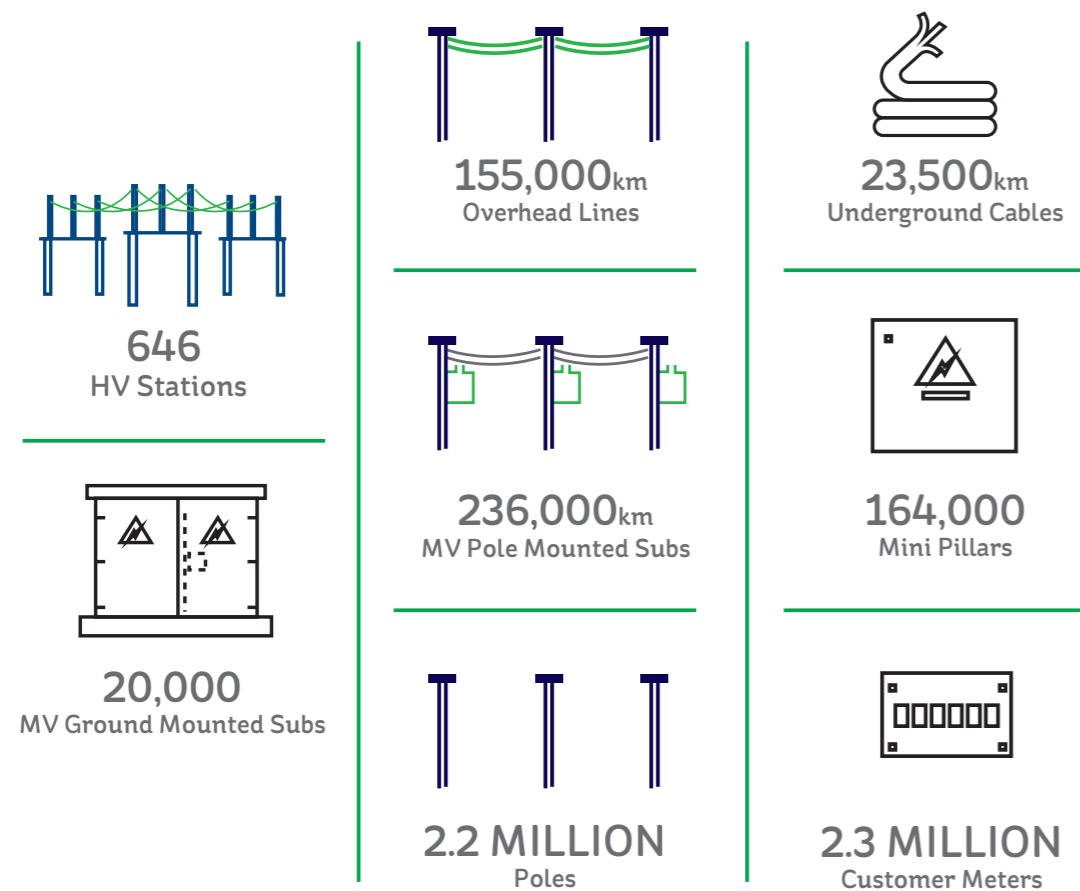 646
HV Stations
20,000
MV Ground Mounted Subs
155,000km
Overhead Lines
236,000km
MV Pole Mounted Subs
2.2 MILLION
Poles
23,500km
Underground Cables
164,000
Mini Pillars
2.3 MILLION
Customer Meters